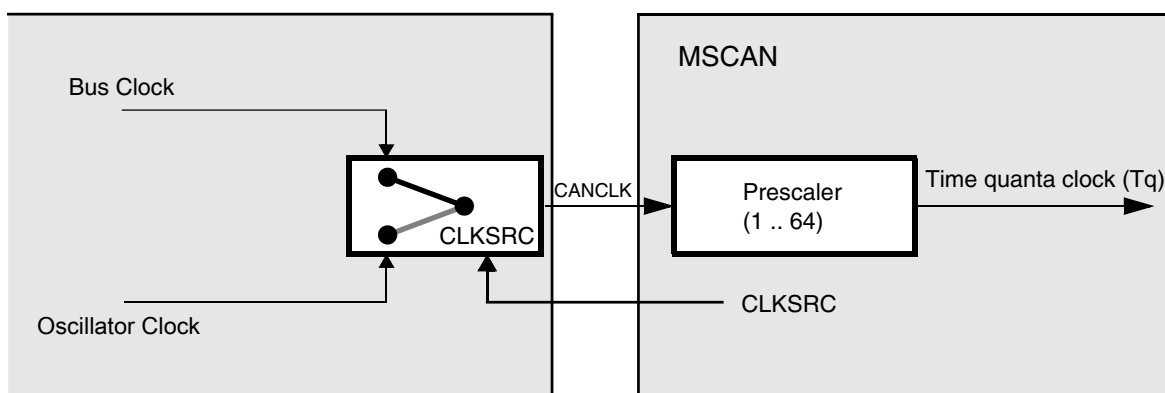 MSCAN
Bus Clock
CANCLK
Prescaler
(1 .. 64)
Time quanta clock (Tq)
CLKSRC
CLKSRC
Oscillator Clock